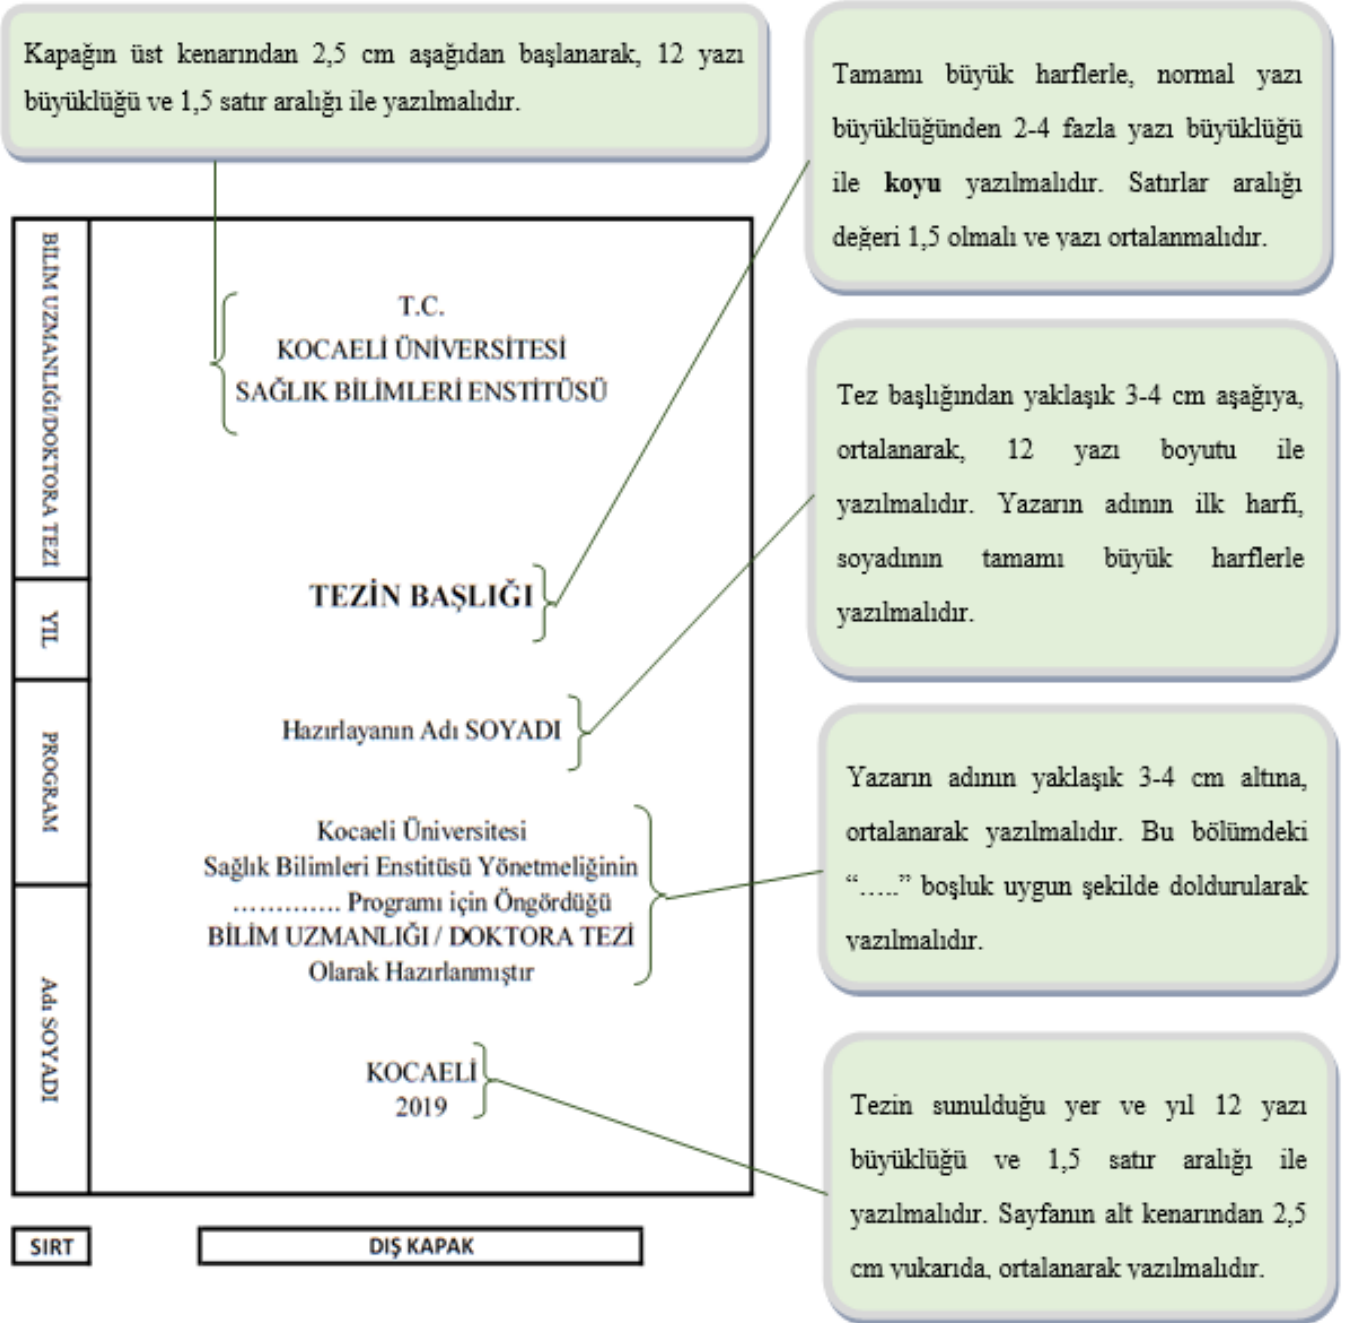 Kapağın üst kenarından 2,5 cm aşağıdan başlanarak, 12 yazı
büyüklüğü ve 1,5 satır aralığı ile yazılmalıdır.
Tamamı büyük harflerle, normal yazı
büyüklüğünden 2-4 fazla yazı büyüklüğü
ile koyu yazılmalıdır. Satırlar aralığı
değeri 1,5 olmalı ve yazı ortalanmalıdır.
BİLİM UZMANLIĞI/DOKTORA TEZİ
YIL
PROGRAM
Adı SOYADI
T.C.
KOCAELİ ÜNİVERSİTESİ
SAĞLIK BİLİMLERİ ENSTİTÜSÜ
TEZİN BAŞLIĞI
Hazırlayanın Adı SOYADI
Kocaeli Üniversitesi
Sağlık Bilimleri Enstitüsü Yönetmeliğinin
…………. Programı için Öngördüğü
BİLİM UZMANLIĞI / DOKTORA TEZİ
Olarak Hazırlanmıştır
KOCAELİ
2019
Tez başlığından yaklaşık 3-4 cm aşağıya,
ortalanarak, 12 yazı boyutu ile
yazılmalıdır. Yazarın adının ilk harfi,
soyadının tamamı büyük harflerle
yazılmalıdır.
Yazarın adının yaklaşık 3-4 cm altına,
ortalanarak yazılmalıdır. Bu bölümdeki
“…..” boşluk uygun şekilde doldurularak
yazılmalıdır.
Tezin sunulduğu yer ve yıl 12 yazı
büyüklüğü ve 1,5 satır aralığı ile
yazılmalıdır. Sayfanın alt kenarından 2,5
cm yukarıda, ortalanarak yazılmalıdır.
SIRT
DIŞ KAPAK